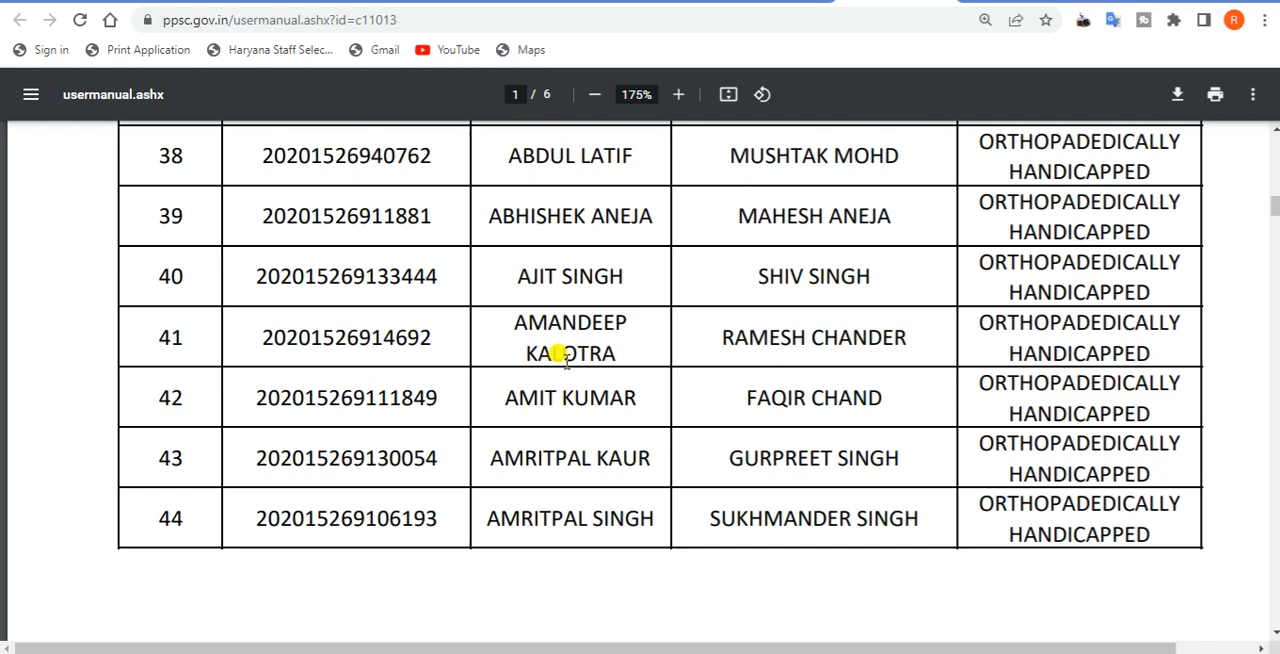 ppsc.gov.in/usermanual.ashx?id=c11013
Sign in Print Application Haryana Staff Selec... Gmail YouTube Maps
usermanual.ashx 1 / 6 175%
38 20201526940762 ABDUL LATIF MUSHTAK MOHD ORTHOPADEDICALLY
HANDICAPPED
39 20201526911881 ABHISHEK ANEJA MAHESH ANEJA ORTHOPADEDICALLY
HANDICAPPED
40 202015269133444 AJIT SINGH SHIV SINGH ORTHOPADEDICALLY
HANDICAPPED
41 20201526914692 AMANDEEP
KALOTRA RAMESH CHANDER ORTHOPADEDICALLY
HANDICAPPED
42 202015269111849 AMIT KUMAR FAQIR CHAND ORTHOPADEDICALLY
HANDICAPPED
43 202015269130054 AMRITPAL KAUR GURPREET SINGH ORTHOPADEDICALLY
HANDICAPPED
44 202015269106193 AMRITPAL SINGH SUKHMANDER SINGH ORTHOPADEDICALLY
HANDICAPPED